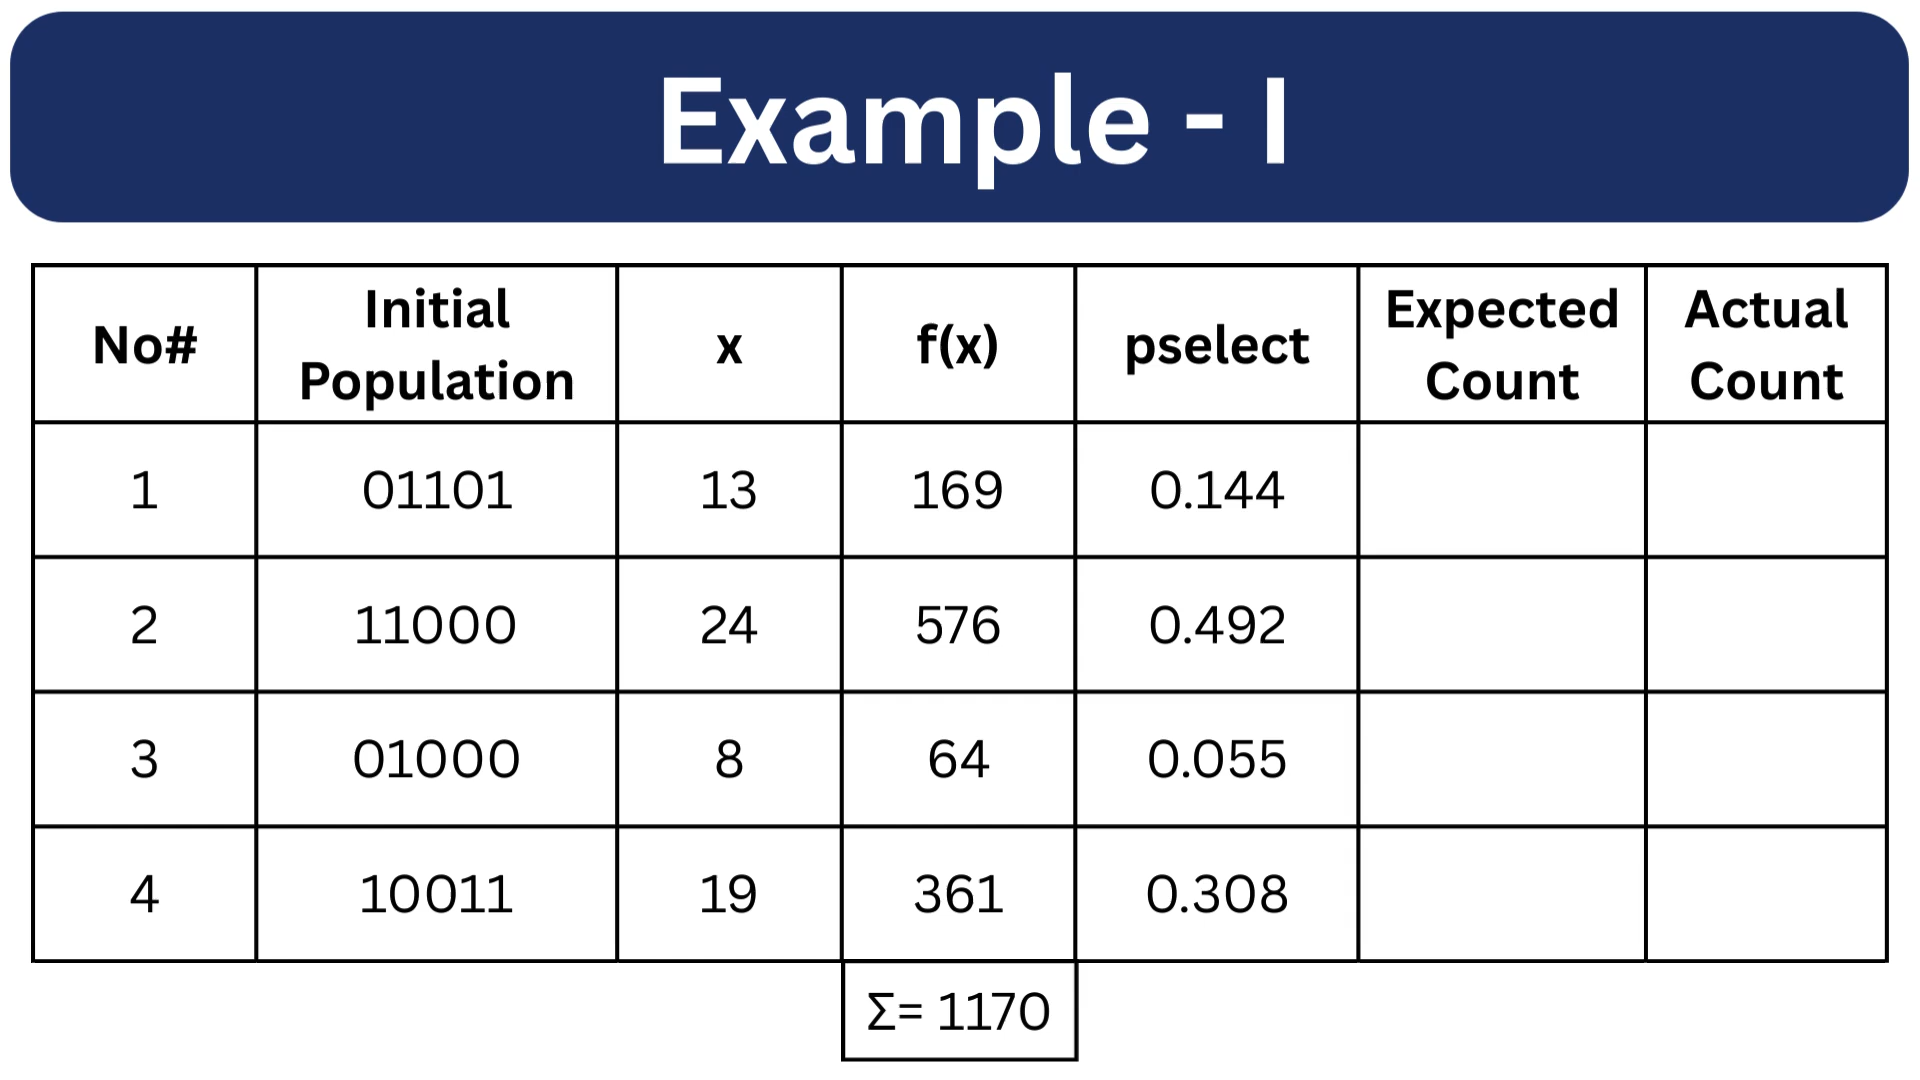 Example - I
No# Initial Population x f(x) pselect Expected Count Actual Count
1 01101 13 169 0.144
2 11000 24 576 0.492
3 01000 8 64 0.055
4 10011 19 361 0.308
Σ= 1170